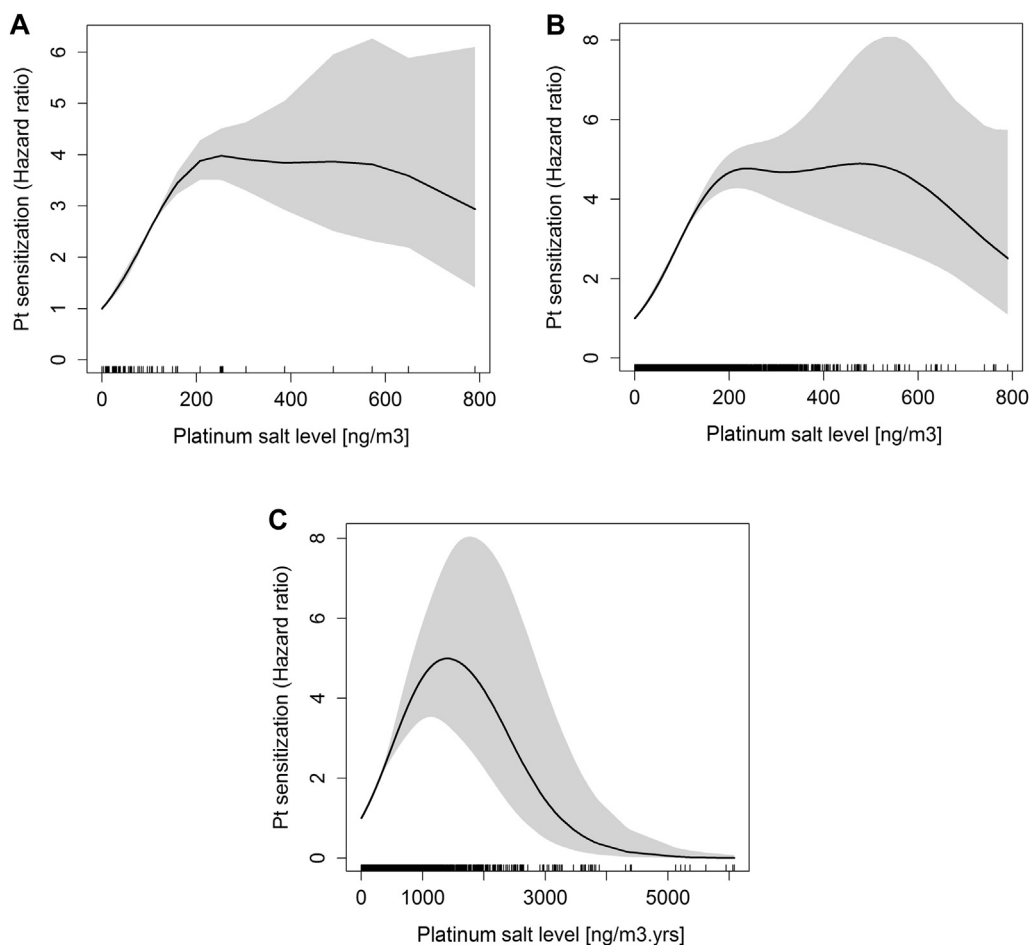 A
Pt sensitization (Hazard ratio)
6
5
4
3
2
1
0
0 200 400 600 800
Platinum salt level [ng/m3]
B
Pt sensitization (Hazard ratio)
8
6
4
2
0
0 200 400 600 800
Platinum salt level [ng/m3]
C
Pt sensitization (Hazard ratio)
8
6
4
2
0
0 1000 3000 5000
Platinum salt level [ng/m3.yrs]